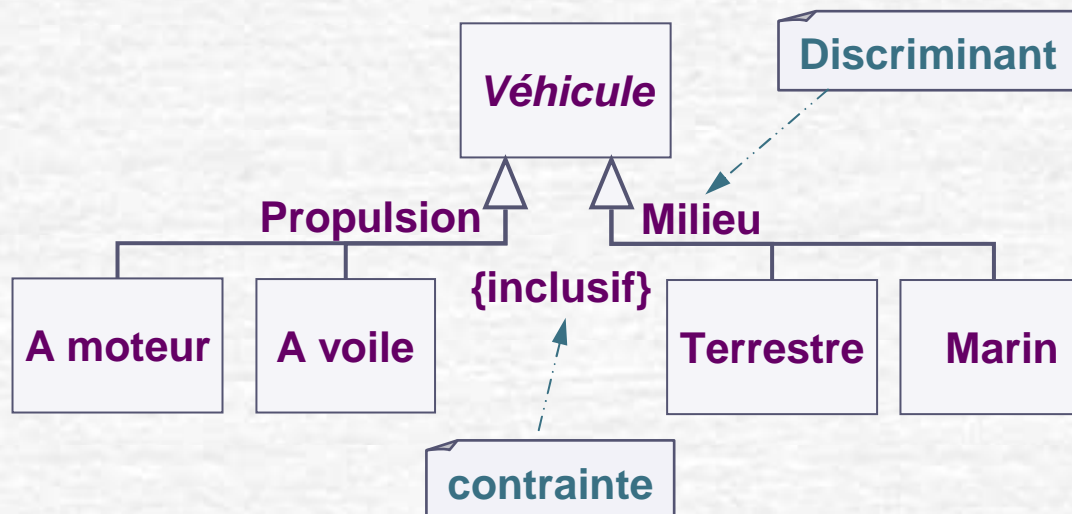 Discriminant
Véhicule
Propulsion
Milieu
{inclusif}
A moteur
A voile
Terrestre
Marin
contrainte